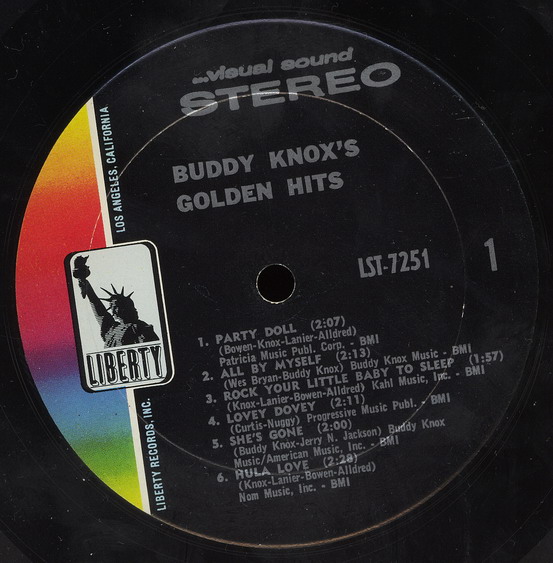 ...visual sound
STEREO
BUDDY KNOX'S
GOLDEN HITS
LST-7251
1
LOS ANGELES, CALIFORNIA
LIBERTY
LIBERTY RECORDS, INC.
1. PARTY DOLL (2:07)
(Bowen-Knox-Lanier-Alldred)
Patricia Music Publ. Corp. - BMI
2. ALL BY MYSELF (2:13)
(Wes Bryan-Buddy Knox) Buddy Knox Music - BMI
3. ROCK YOUR LITTLE BABY TO SLEEP (1:57)
(Knox-Lanier-Bowen-Alldred) Kahl Music, Inc. - BMI
4. LOVEY DOVEY (2:11)
(Curtis-Nuggy) Progressive Music Publ. - BMI
5. SHE'S GONE (2:00)
(Buddy Knox-Jerry N. Jackson) Buddy Knox
Music/American Music, Inc. - BMI
6. HULA LOVE (2:28)
(Knox-Lanier-Bowen-Alldred)
Nom Music, Inc. - BMI